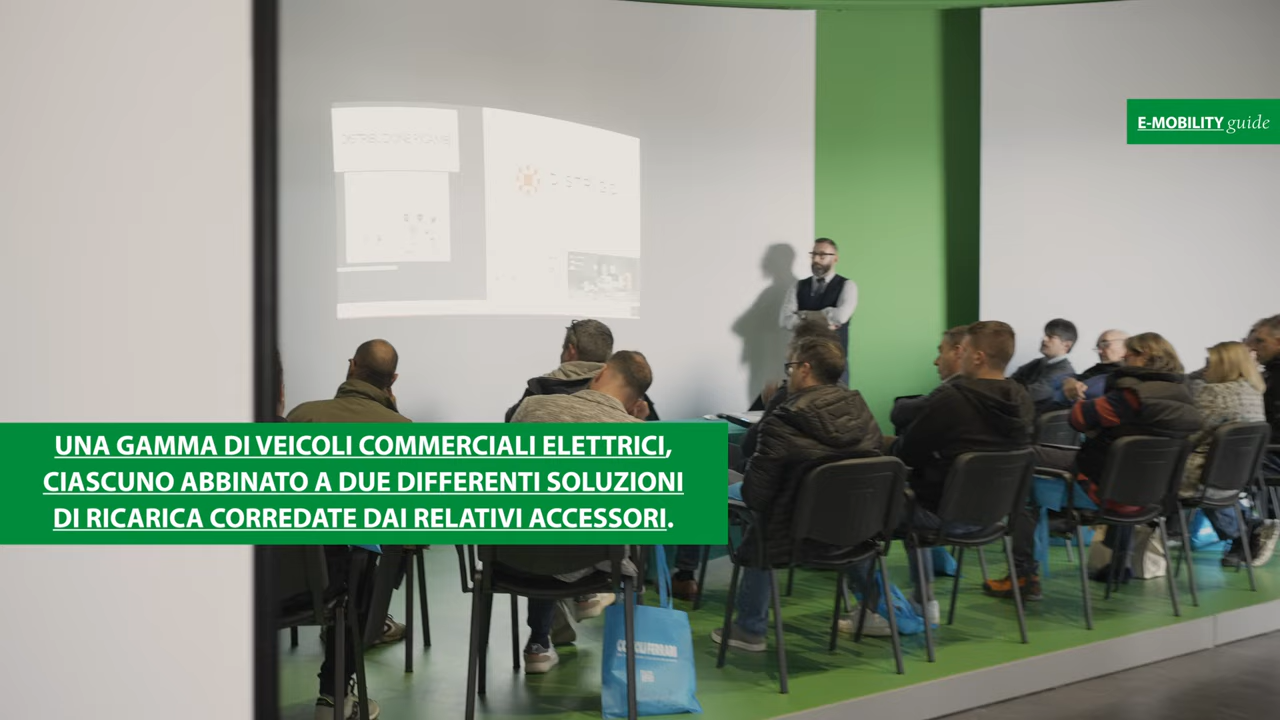 E-MOBILITY guide
DISTRIGO
UNA GAMMA DI VEICOLI COMMERCIALI ELETTRICI,
CIASCUNO ABBINATO A DUE DIFFERENTI SOLUZIONI
DI RICARICA CORREDATE DAI RELATIVI ACCESSORI.